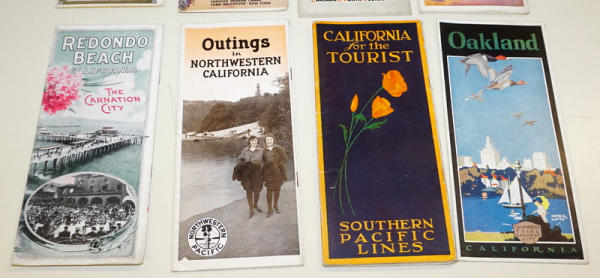 REDONDO
BEACH
CALIFORNIA
THE
CARNATION
CITY
Outings
in
NORTHWESTERN
CALIFORNIA
NORTHWESTERN
PACIFIC
CALIFORNIA
for the
TOURIST
SOUTHERN
PACIFIC
LINES
Oakland
CALIFORNIA